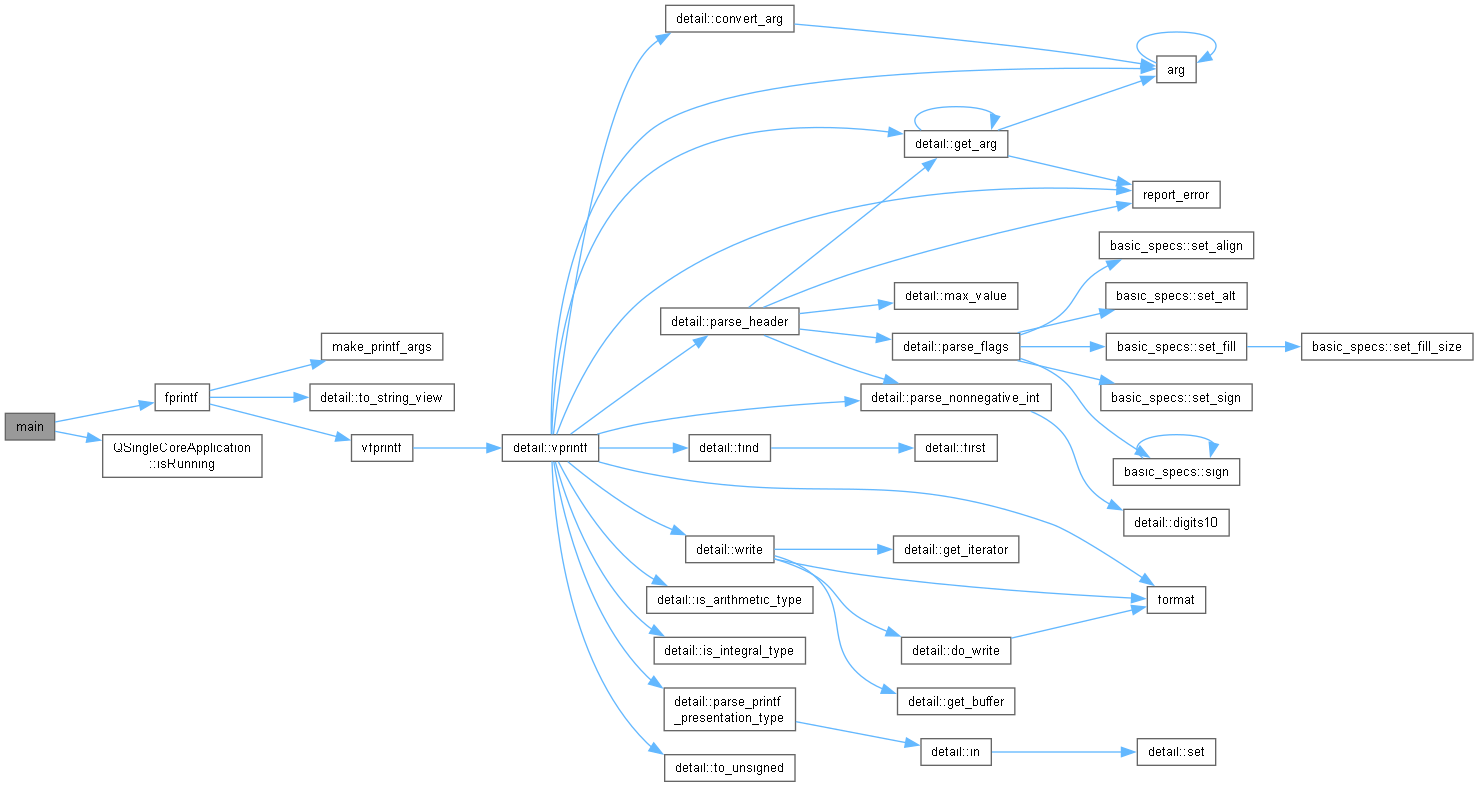 main
fprintf
QSingleCoreApplication
::isRunning
make_printf_args
detail::to_string_view
vfprintf
detail::vprintf
detail::convert_arg
arg
detail::get_arg
report_error
detail::parse_header
detail::max_value
detail::parse_flags
basic_specs::set_align
basic_specs::set_alt
basic_specs::set_fill
basic_specs::set_fill_size
basic_specs::set_sign
basic_specs::sign
detail::parse_nonnegative_int
detail::digits10
detail::find
detail::first
format
detail::write
detail::get_iterator
detail::do_write
detail::get_buffer
detail::is_arithmetic_type
detail::is_integral_type
detail::parse_printf
_presentation_type
detail::in
detail::set
detail::to_unsigned